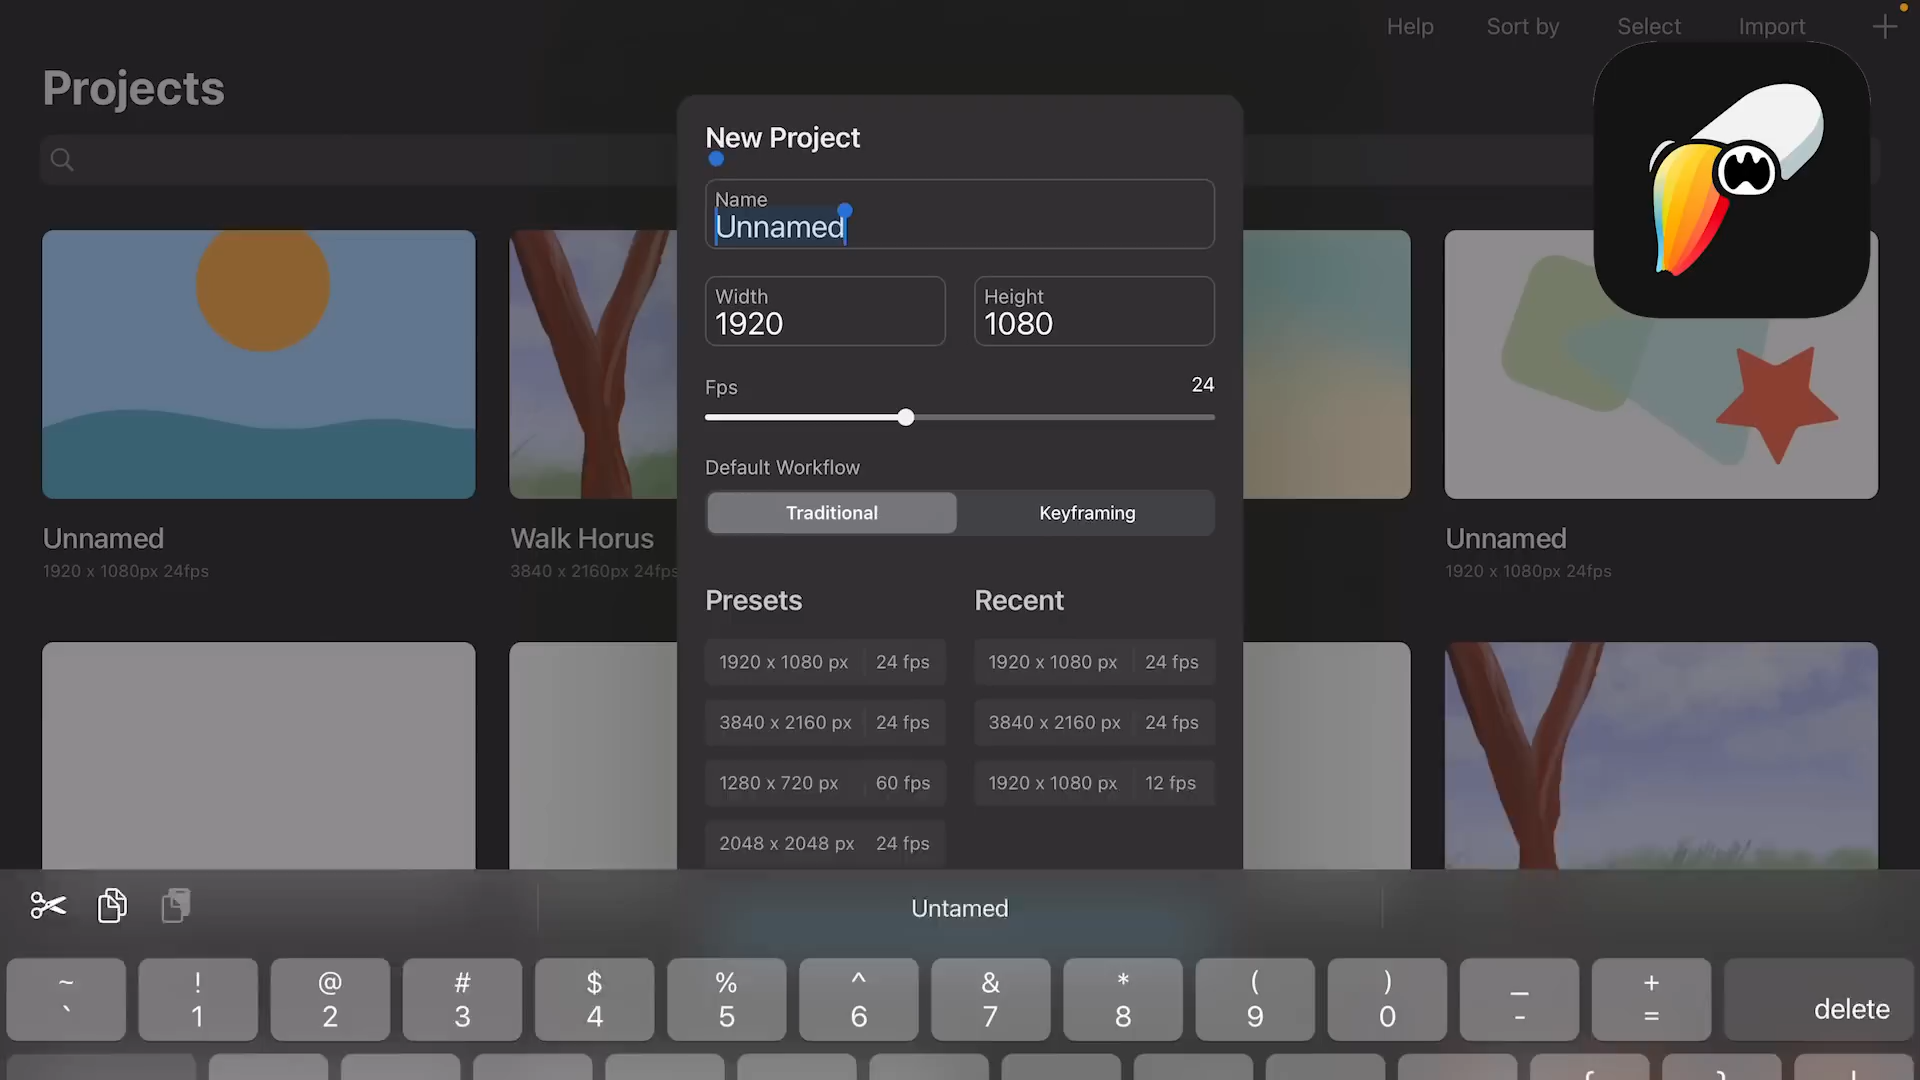 Help Sort by Select Import
Projects
New Project
Name
Unnamed
Width
1920
Height
1080
Fps 24
Default Workflow
Traditional Keyframing
Unnamed
1920 x 1080px 24fps
Walk Horus
3840 x 2160px 24fps
Unnamed
1920 x 1080px 24fps
Presets
1920 x 1080 px 24 fps
3840 x 2160 px 24 fps
1280 x 720 px 60 fps
2048 x 2048 px 24 fps
Recent
1920 x 1080 px 24 fps
3840 x 2160 px 24 fps
1920 x 1080 px 12 fps
Untamed
~ ! @ # $ % ^ & * ( ) _ +
` 1 2 3 4 5 6 7 8 9 0 - = delete